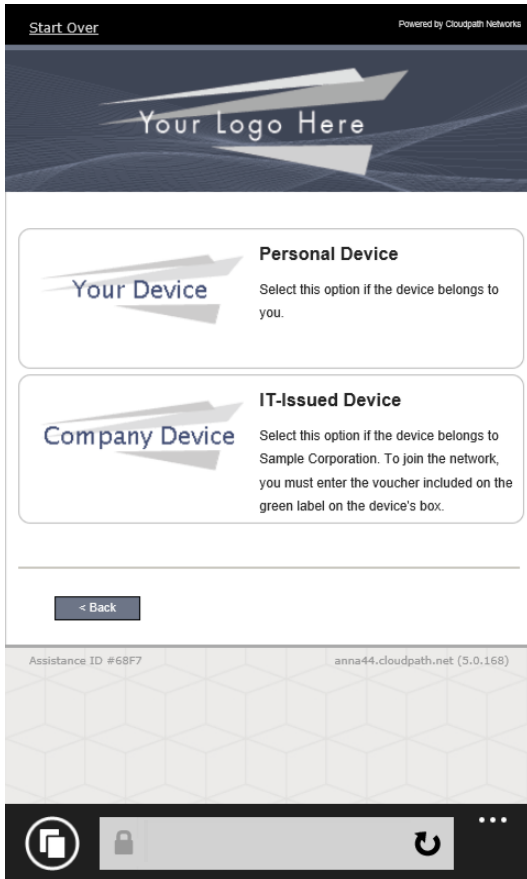 Start Over
Powered by Cloudpath Networks
Your Logo Here
Personal Device
Your Device
Select this option if the device belongs to
you.
IT-Issued Device
Company Device
Select this option if the device belongs to
Sample Corporation. To join the network,
you must enter the voucher included on the
green label on the device's box.
< Back
Assistance ID #68F7
anna44.cloudpath.net (5.0.168)